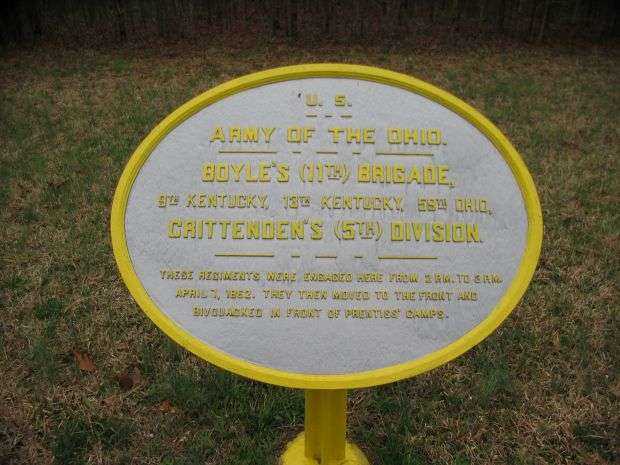 U. S.
ARMY OF THE OHIO.
BOYLE'S (11TH) BRIGADE,
9TH KENTUCKY, 13TH KENTUCKY, 59TH OHIO,
CRITTENDEN'S (5TH) DIVISION.
THESE REGIMENTS WERE ENGAGED HERE FROM 2 P.M. TO 5 P.M.
APRIL 7, 1862. THEY THEN MOVED TO THE FRONT AND
BIVOUACKED IN FRONT OF PRENTISS' CAMPS.